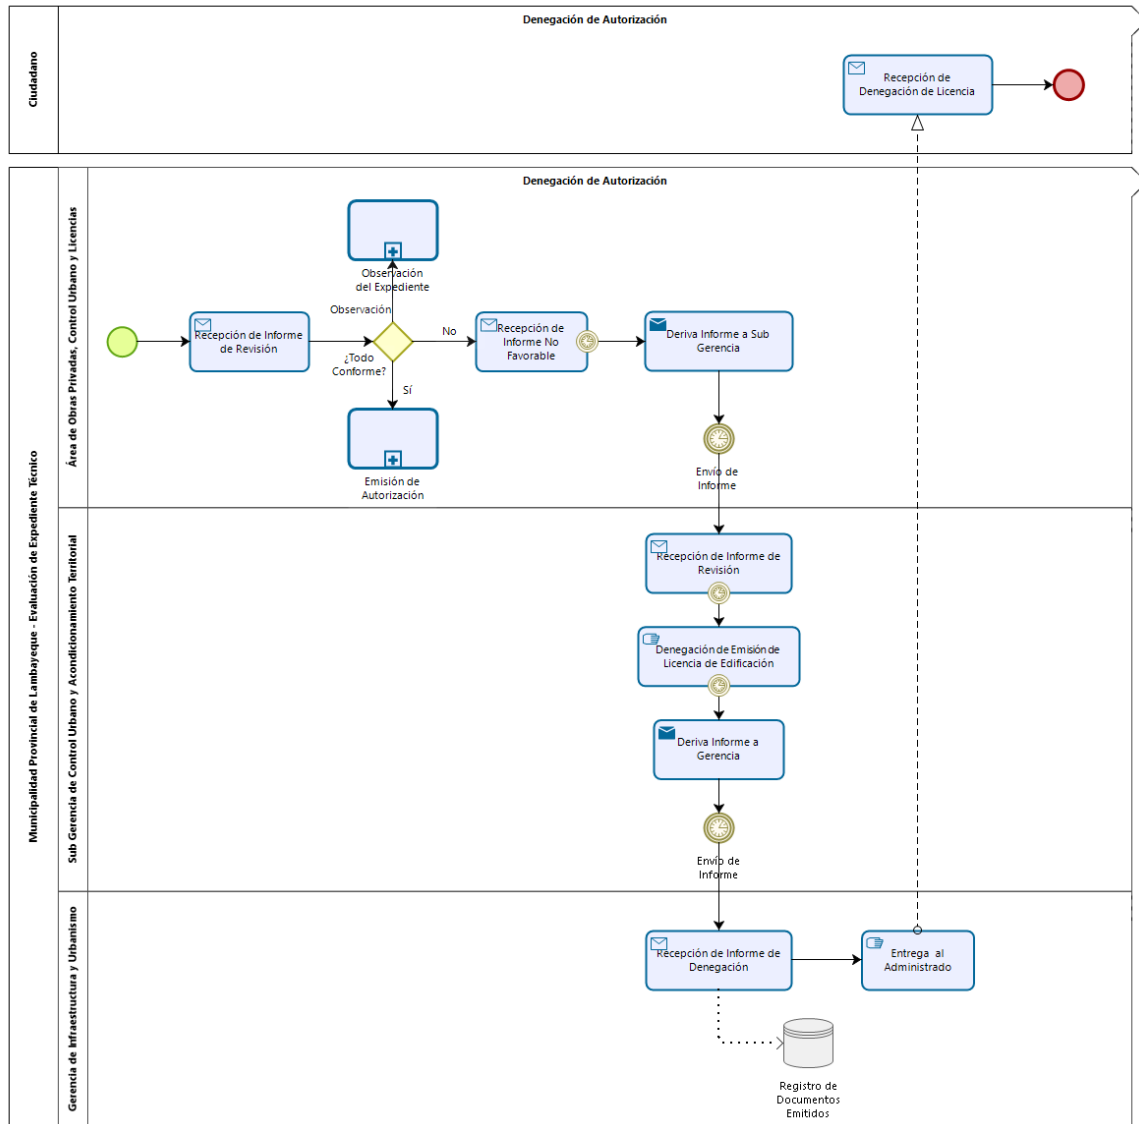 Denegación de Autorización
Ciudadano
Recepción de
Denegación de Licencia
Denegación de Autorización
Municipalidad Provincial de Lambayeque - Evaluación de Expediente Técnico
Área de Obras Privadas, Control Urbano y Licencias
Observación
del Expediente
Observación
Recepción de Informe
de Revisión
¿Todo
Conforme?
No
Sí
Recepción de
Informe No
Favorable
Deriva Informe a Sub
Gerencia
Emisión de
Autorización
Envío de
Informe
Sub Gerencia de Control Urbano y Acondicionamiento Territorial
Recepción de Informe de
Revisión
Denegación de Emisión de
Licencia de Edificación
Deriva Informe a
Gerencia
Envío de
Informe
Gerencia de Infraestructura y Urbanismo
Recepción de Informe de
Denegación
Entrega al
Administrado
Registro de
Documentos
Emitidos